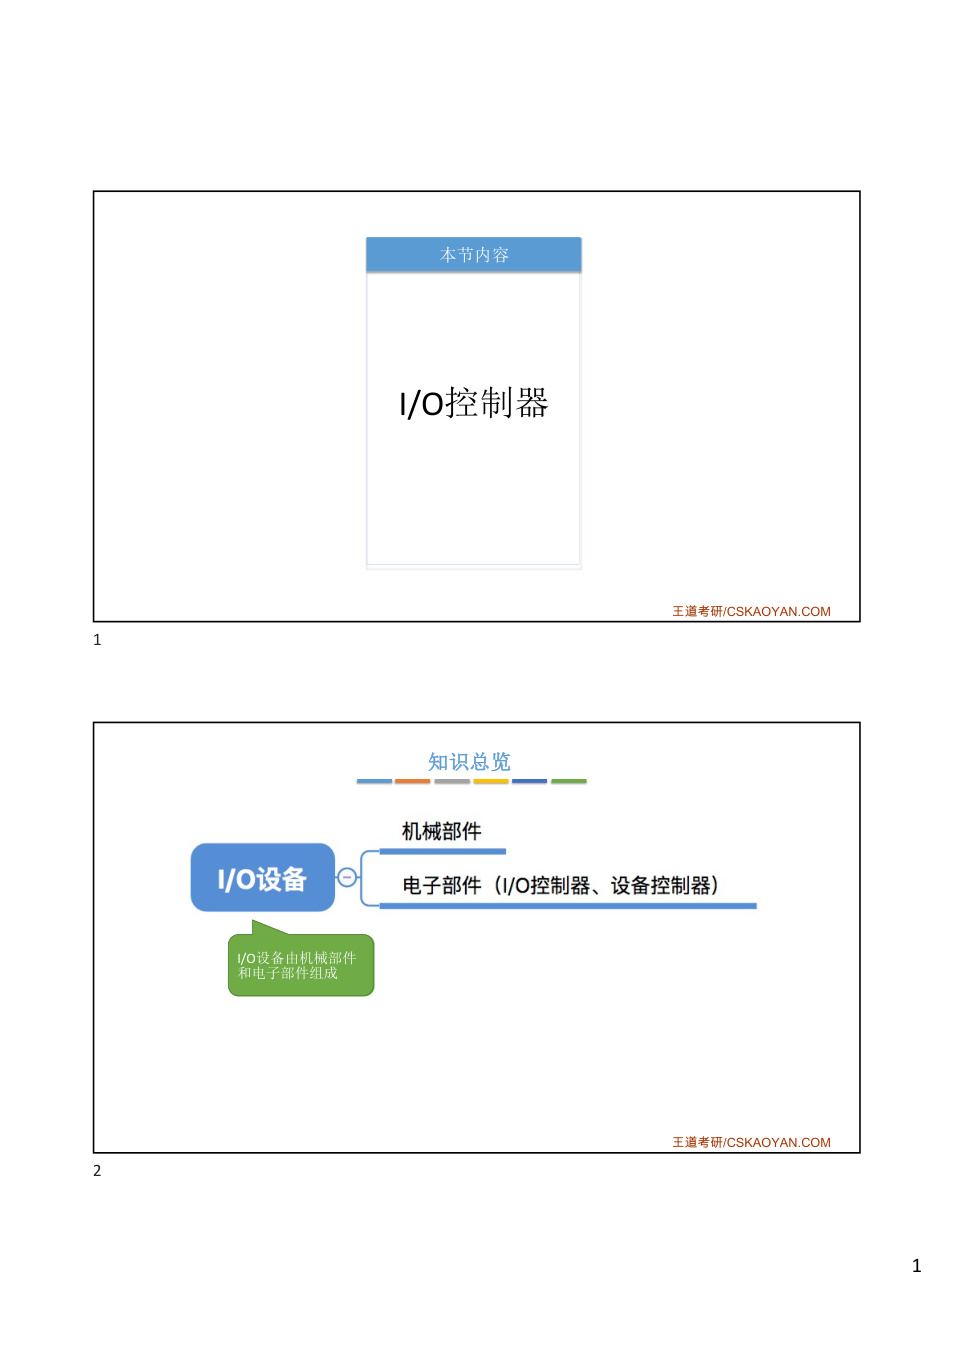 本节内容
I/O控制器
王道考研/CSKAOYAN.COM
1
知识总览
机械部件
I/O设备
电子部件（I/O控制器、设备控制器）
I/O设备由机械部件
和电子部件组成
王道考研/CSKAOYAN.COM
2
1